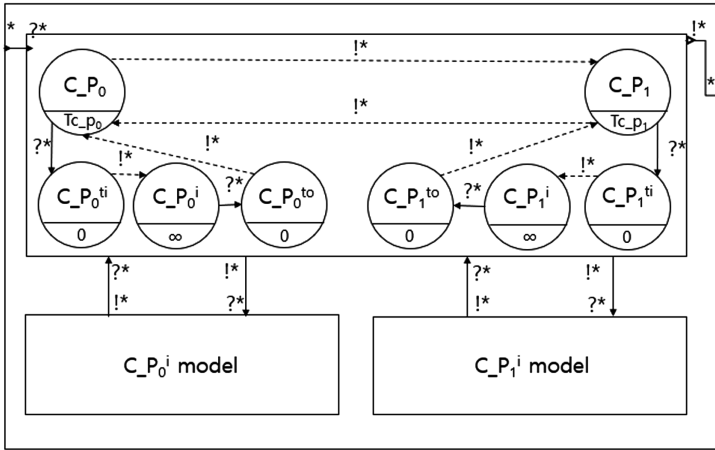 * ?* !*
!*
C_P₀ C_P₁ *
!*
Tc_p₀ Tc_p₁
?* !* !* ?*
!* ?* ?* !*
C_P₀ᵗⁱ C_P₀ⁱ C_P₀ᵗᵒ C_P₁ᵗᵒ C_P₁ⁱ C_P₁ᵗⁱ
0 ∞ 0 0 ∞ 0
?* !* ?* !*
!* ?* !* ?*
C_P₀ⁱ model C_P₁ⁱ model